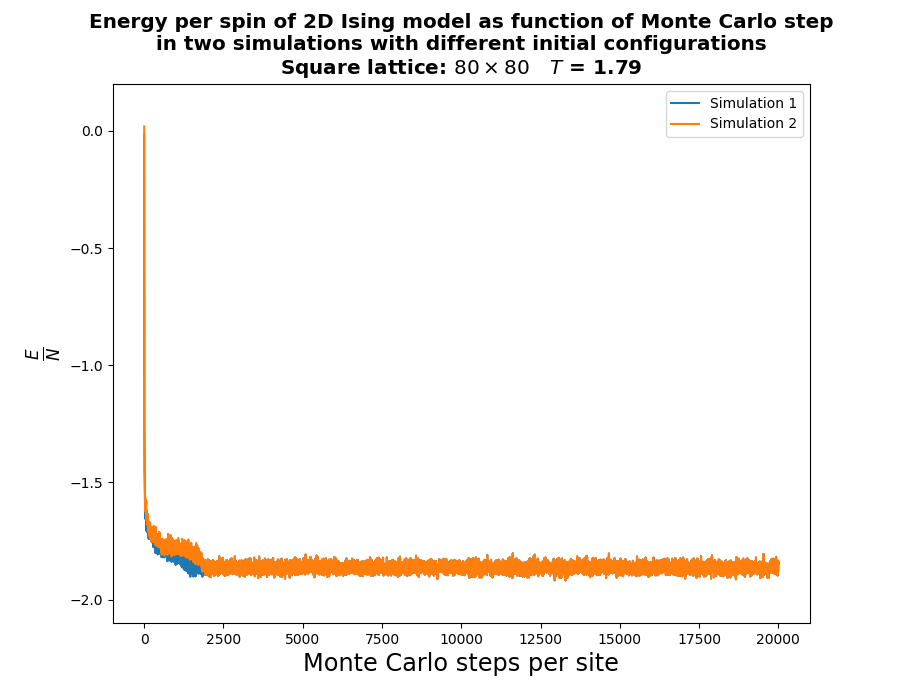 Energy per spin of 2D Ising model as function of Monte Carlo step
in two simulations with different initial configurations
Square lattice: 80 × 80 T = 1.79
Simulation 1
Simulation 2
0.0
−0.5
−1.0
−1.5
−2.0
E
N
0 2500 5000 7500 10000 12500 15000 17500 20000
Monte Carlo steps per site